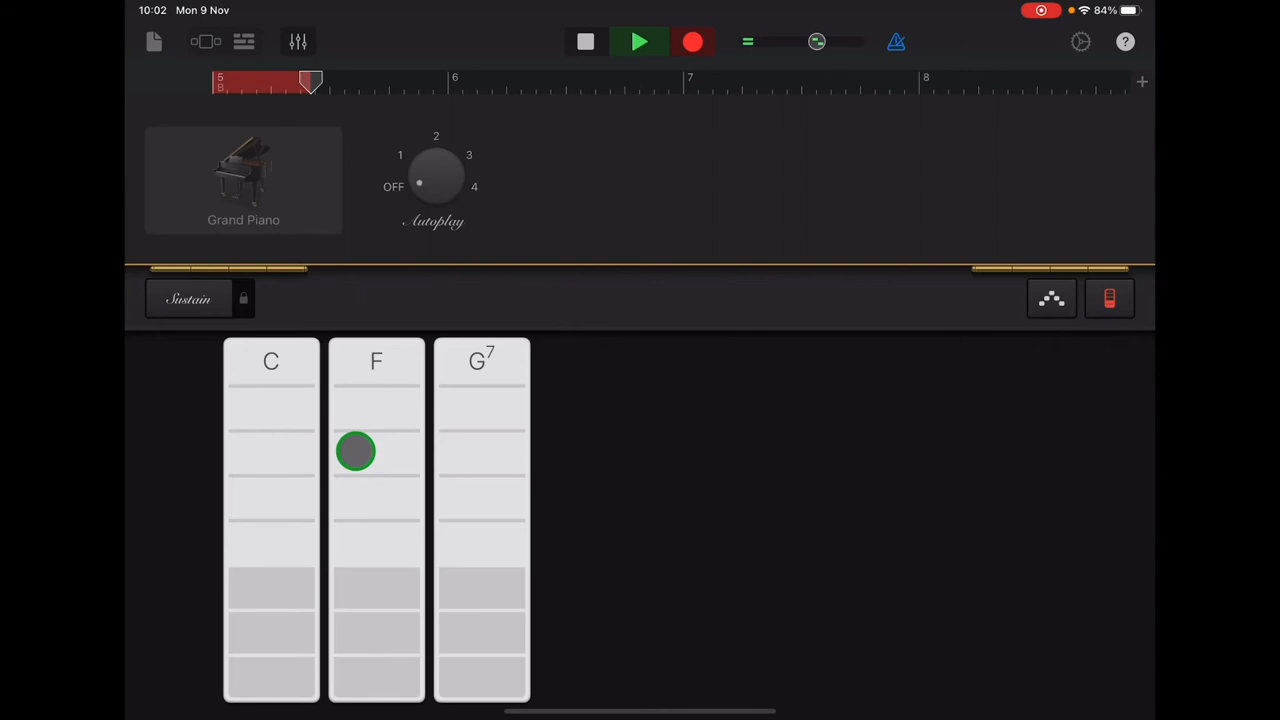 10:02 Mon 9 Nov 84%
?
5 6 7 8 +
B
2
1 3
OFF 4
Grand Piano Autoplay
Sustain
C F G7